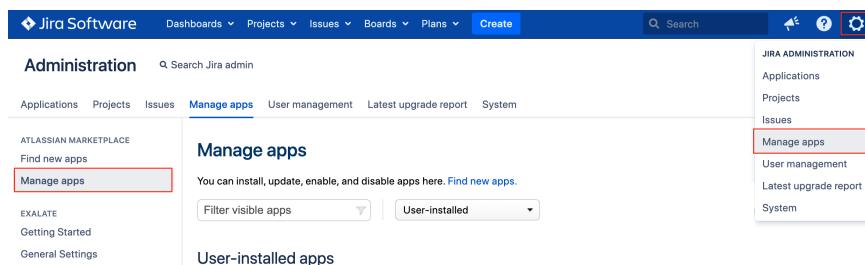 Jira Software Dashboards Projects Issues Boards Plans Create Search
Administration Search Jira admin
Applications Projects Issues Manage apps User management Latest upgrade report System
ATLASSIAN MARKETPLACE
Find new apps
Manage apps
EXALATE
Getting Started
General Settings
Manage apps
You can install, update, enable, and disable apps here. Find new apps.
Filter visible apps User-installed
User-installed apps
JIRA ADMINISTRATION
Applications
Projects
Issues
Manage apps
User management
Latest upgrade report
System